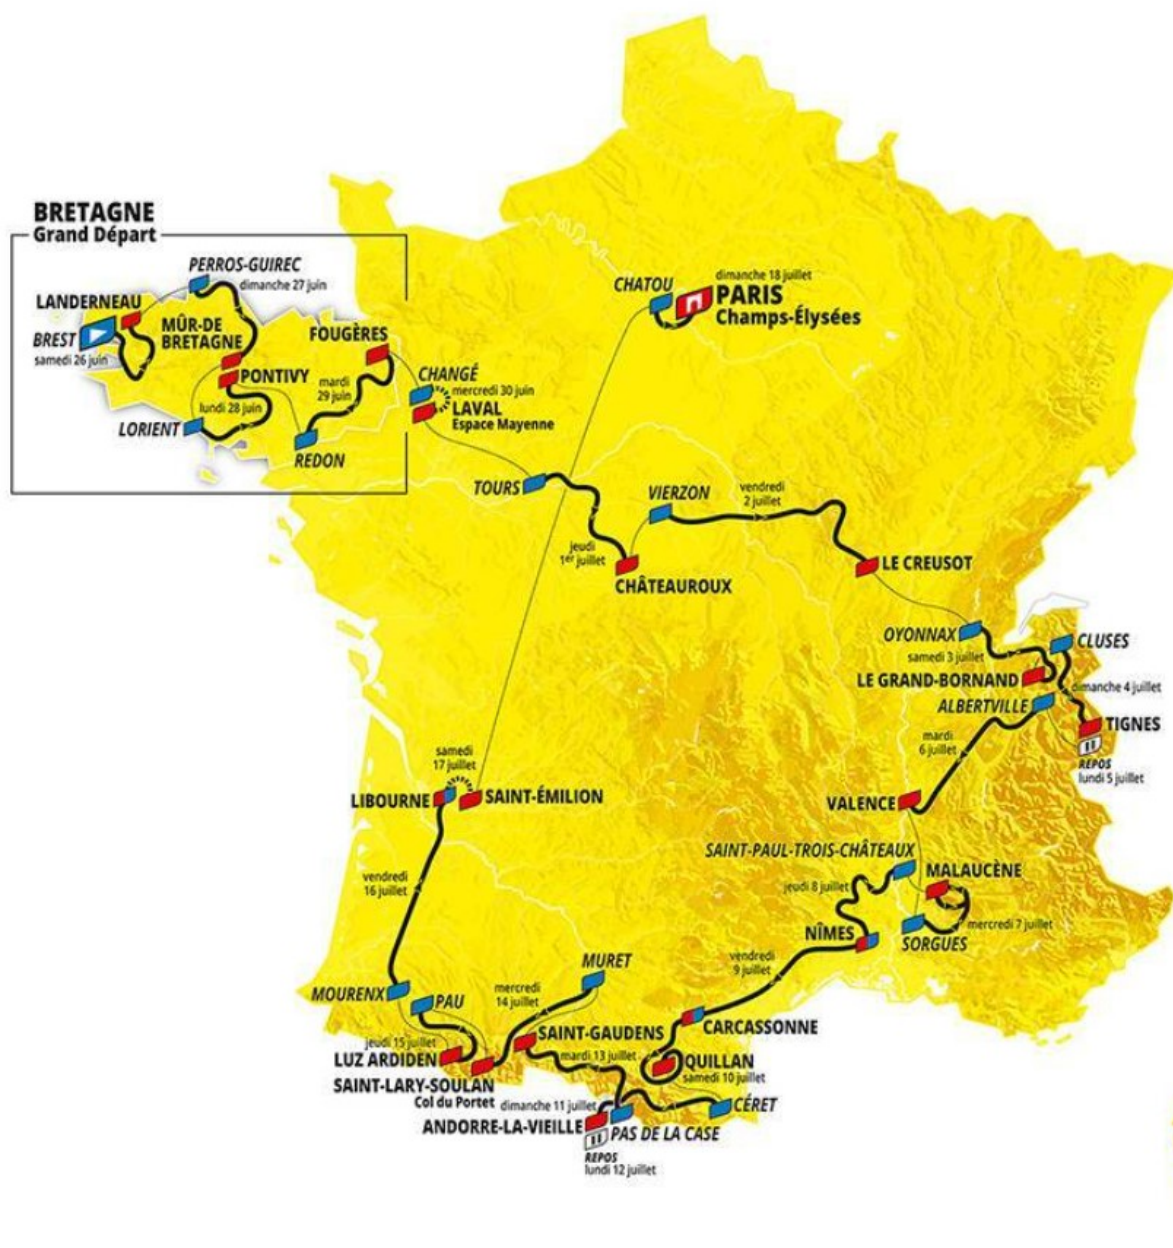 BRETAGNE
Grand Départ
PERROS-GUIREC
dimanche 27 juin
LANDERNEAU
BREST
samedi 26 juin
MÛR-DE
BRETAGNE
FOUGÈRES
PONTIVY
mardi
29 juin
lundi 28 juin
LORIENT
REDON
CHANGÉ
mercredi 30 juin
LAVAL
Espace Mayenne
CHATOU
dimanche 18 juillet
PARIS
Champs-Élysées
TOURS
jeudi
1er juillet
CHÂTEAUROUX
VIERZON
vendredi
2 juillet
LE CREUSOT
OYONNAX
samedi 3 juillet
CLUSES
LE GRAND-BORNAND
dimanche 4 juillet
ALBERTVILLE
TIGNES
REPOS
lundi 5 juillet
mardi
6 juillet
VALENCE
samedi
17 juillet
LIBOURNE
SAINT-ÉMILION
SAINT-PAUL-TROIS-CHÂTEAUX
MALAUCÈNE
jeudi 8 juillet
mercredi 7 juillet
SORGUES
NÎMES
vendredi
16 juillet
vendredi
9 juillet
MURET
MOURENX
PAU
mercredi
14 juillet
CARCASSONNE
SAINT-GAUDENS
jeudi 15 juillet
LUZ ARDIDEN
mardi 13 juillet
QUILLAN
samedi 10 juillet
SAINT-LARY-SOULAN
Col du Portet
dimanche 11 juillet
CÉRET
ANDORRE-LA-VIEILLE
PAS DE LA CASE
REPOS
lundi 12 juillet